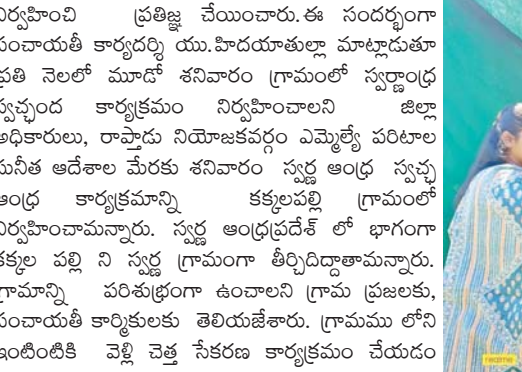 నిర్వహించి ప్రతిజ్ఞ చేయించారు. ఈ సందర్భంగా
పంచాయతీ కార్యదర్శి యు.హిదయాతుల్లా మాట్లాడుతూ
ప్రతి నెలలో మూడో శనివారం గ్రామంలో స్వర్ణాంధ్ర
స్వచ్ఛంద కార్యక్రమం నిర్వహించాలని జిల్లా
అధికారులు, రాప్తాడు నియోజకవర్గం ఎమ్మెల్యే పరిటాల
సునీత ఆదేశాల మేరకు శనివారం స్వర్ణ ఆంధ్ర స్వచ్ఛ
ఆంధ్ర కార్యక్రమాన్ని కక్కలపల్లి గ్రామంలో
నిర్వహించామన్నారు. స్వర్ణ ఆంధ్రప్రదేశ్ లో భాగంగా
కక్కల పల్లి ని స్వర్ణ గ్రామంగా తీర్చిదిద్దాతామన్నారు.
గ్రామాన్ని పరిశుభ్రంగా ఉంచాలని గ్రామ ప్రజలకు,
పంచాయతీ కార్మికులకు తెలియజేశారు. గ్రామము లోని
ఇంటింటికి వెళ్లి చెత్త సేకరణ కార్యక్రమం చేయడం
realme